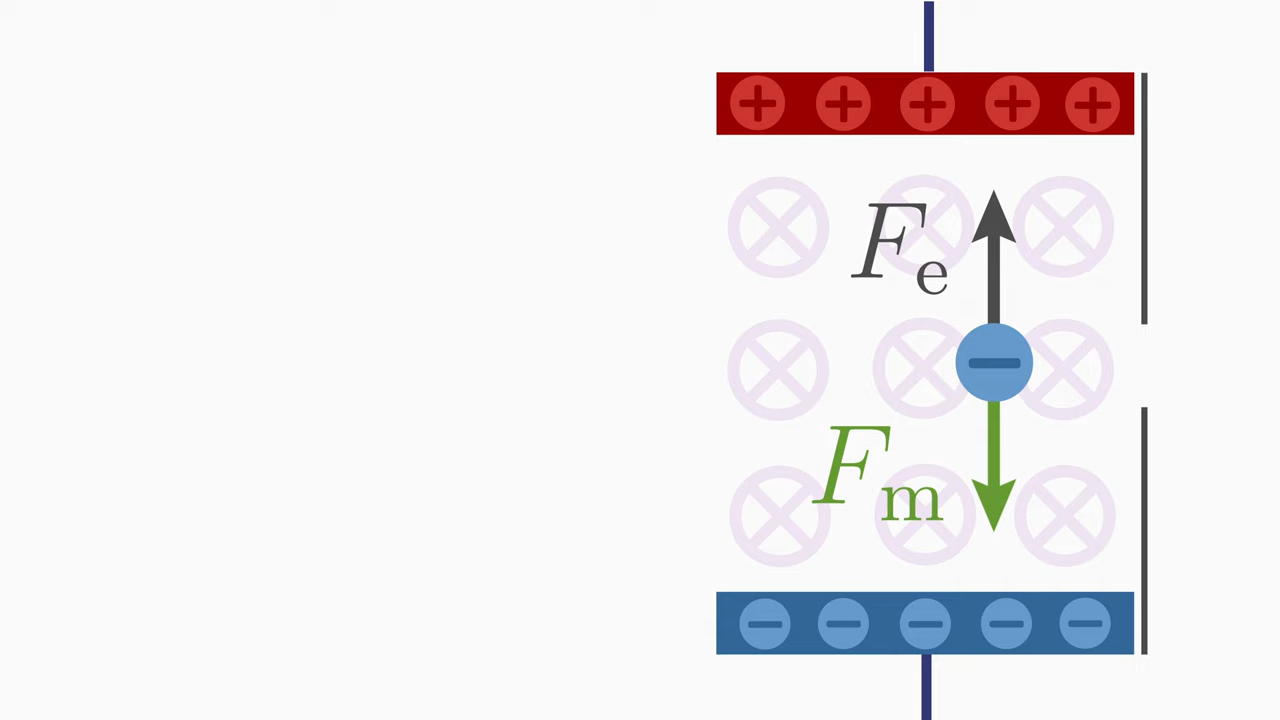 + + + + +
Fₑ
−
Fₘ
− − − − −